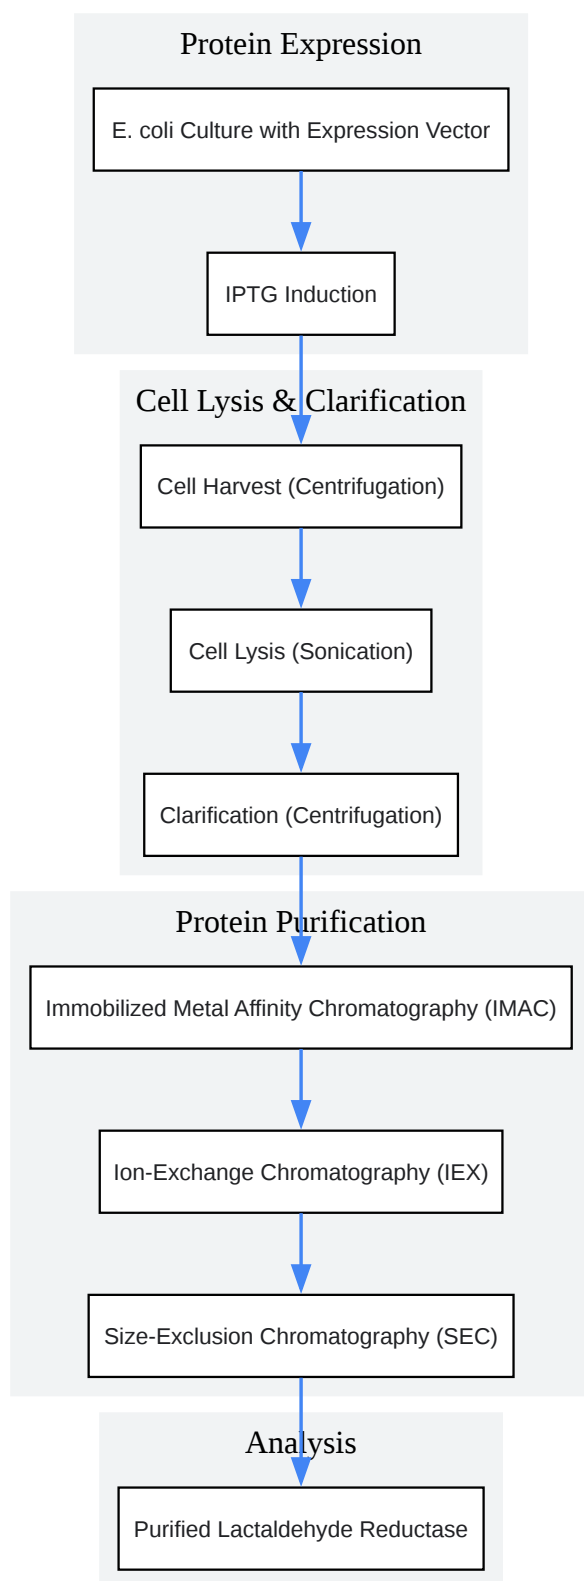 Protein Expression
E. coli Culture with Expression Vector
IPTG Induction
Cell Lysis & Clarification
Cell Harvest (Centrifugation)
Cell Lysis (Sonication)
Clarification (Centrifugation)
Protein Purification
Immobilized Metal Affinity Chromatography (IMAC)
Ion-Exchange Chromatography (IEX)
Size-Exclusion Chromatography (SEC)
Analysis
Purified Lactaldehyde Reductase